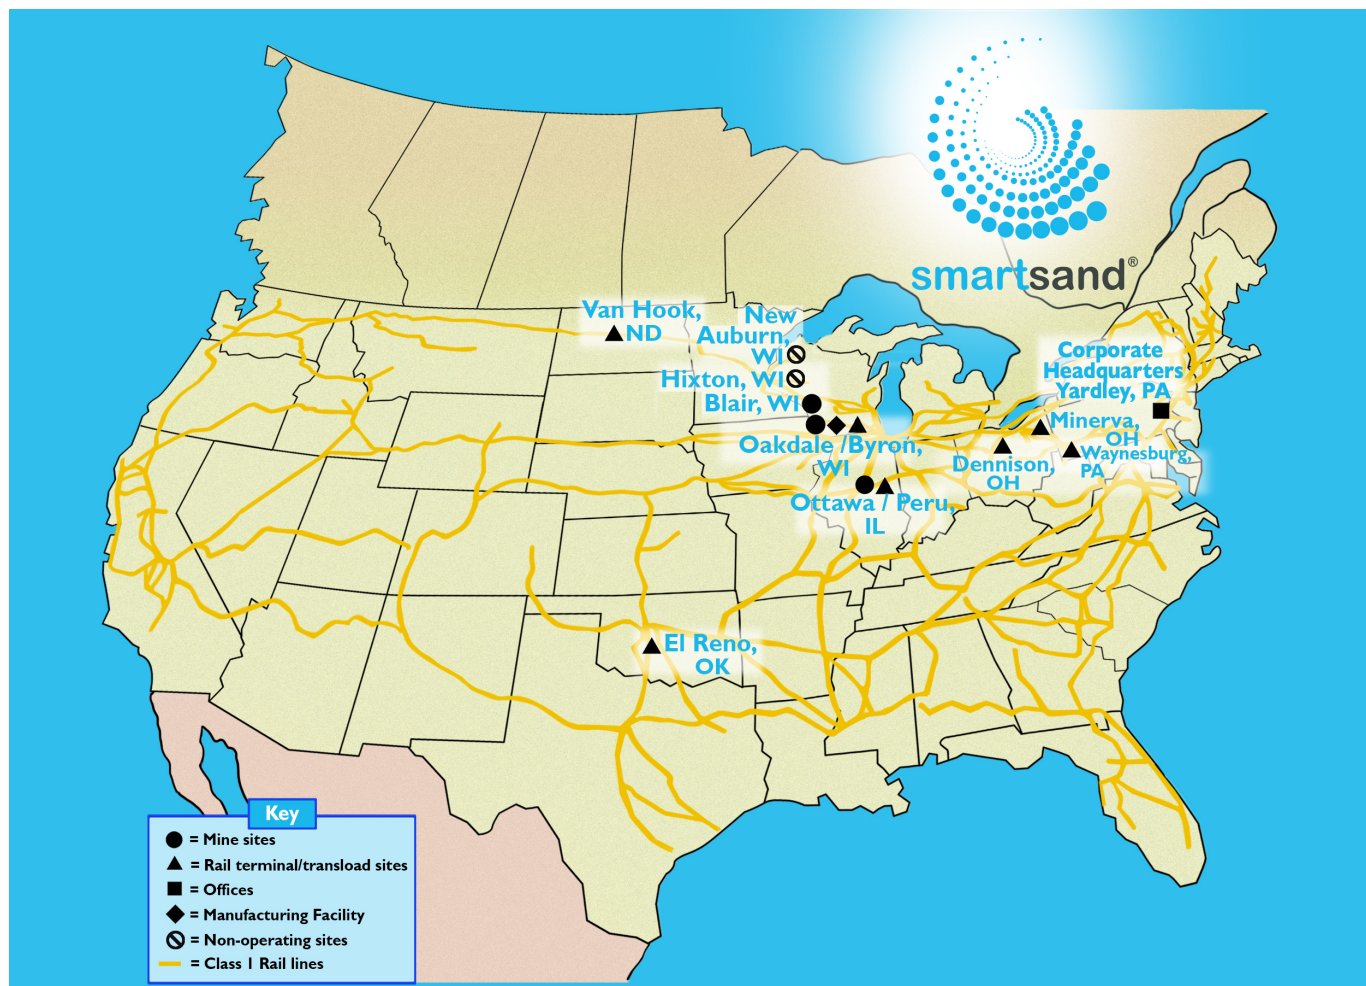 smartsand®
Van Hook,
ND
New
Auburn,
WI
Hixton, WI
Blair, WI
Oakdale /Byron,
WI
Ottawa / Peru,
IL
Corporate
Headquarters
Yardley, PA
Minerva,
OH
Waynesburg,
PA
Dennison,
OH
El Reno,
OK
Key
= Mine sites
= Rail terminal/transload sites
= Offices
= Manufacturing Facility
= Non-operating sites
= Class 1 Rail lines